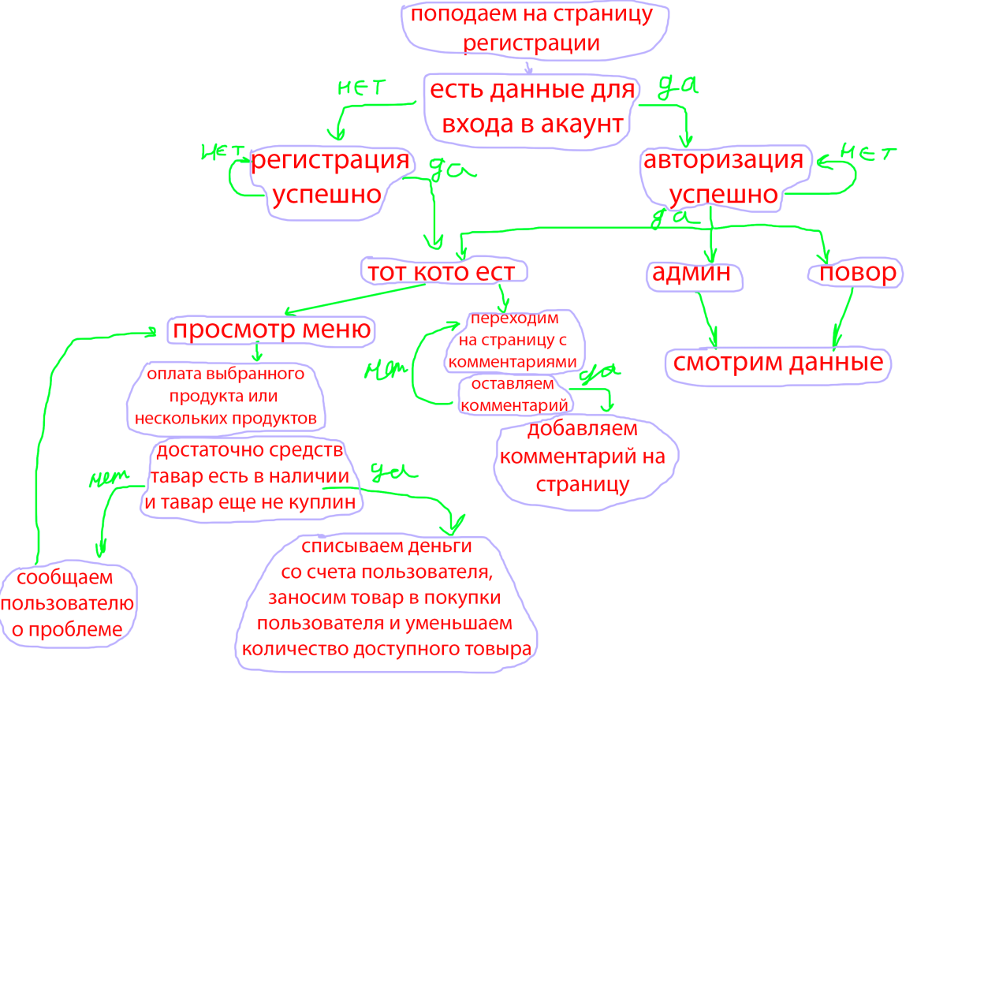 поподаем на страницу
регистрации
нет
есть данные для
входа в акаунт
да
нет
регистрация
успешно
да
авторизация
успешно
нет
да
тот кото ест
админ
повор
просмотр меню
переходим
на страницу с
комментариями
нет
оставляем
комментарий
да
смотрим данные
оплата выбранного
продукта или
нескольких продуктов
добавляем
комментарий на
страницу
достаточно средств
тавар есть в наличии
и тавар еще не куплин
нет
да
списываем деньги
со счета пользователя,
заносим товар в покупки
пользователя и уменьшаем
количество доступного товыра
сообщаем
пользователю
о проблеме